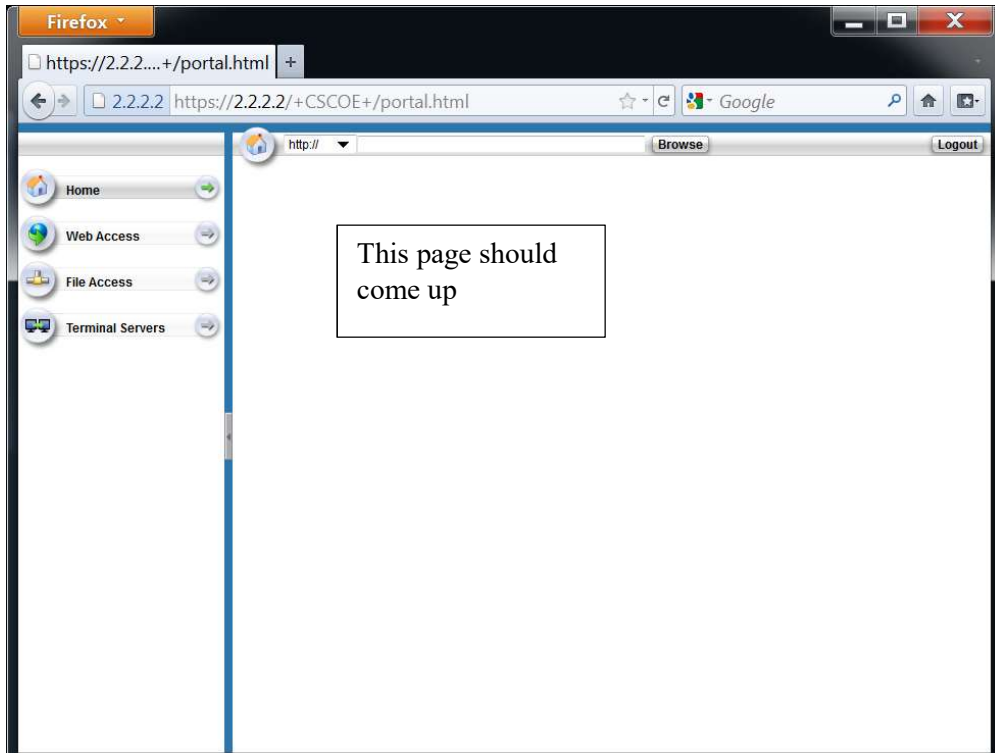 Firefox
https://2.2.2....+/portal.html
+
2.2.2.2 https://2.2.2.2/+CSCOE+/portal.html
Google
http://
Browse
Logout
Home
Web Access
File Access
Terminal Servers
This page should
come up